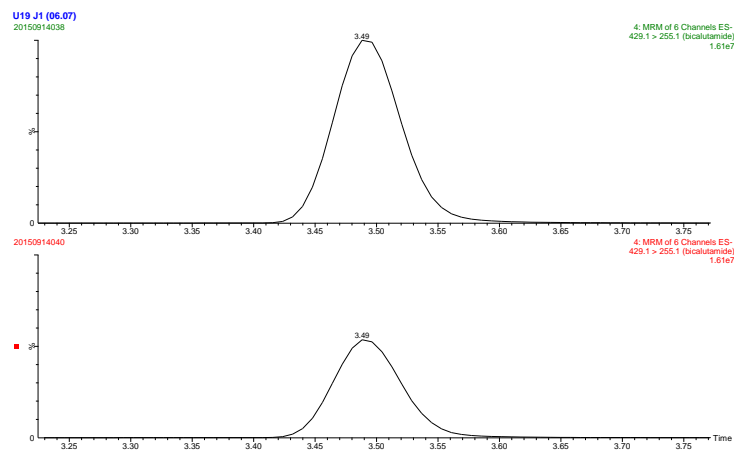 U19 J1 (06.07)
20150914038
4: MRM of 6 Channels ES-
429.1 > 255.1 (bicalutamide)
1.61e7
3.49
%
0
3.25 3.30 3.35 3.40 3.45 3.50 3.55 3.60 3.65 3.70 3.75
20150914040
4: MRM of 6 Channels ES-
429.1 > 255.1 (bicalutamide)
1.61e7
3.49
%
0
Time
3.25 3.30 3.35 3.40 3.45 3.50 3.55 3.60 3.65 3.70 3.75